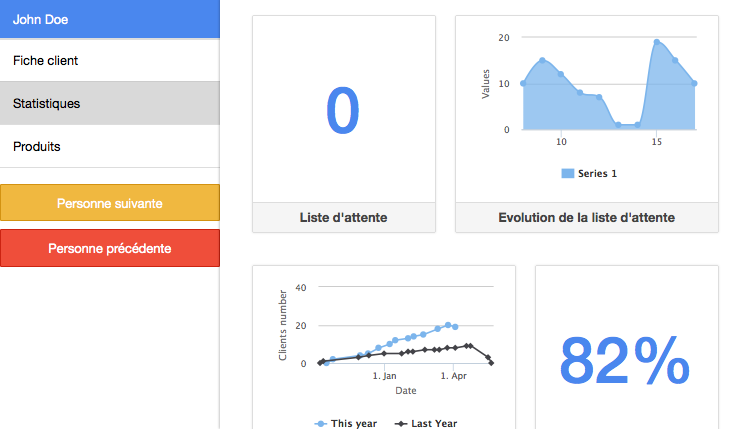 John Doe
Fiche client
Statistiques
Produits
Personne suivante
Personne précédente
0
Liste d'attente
20
10
0
Values
10 15
Series 1
Evolution de la liste d'attente
40
20
0
Clients number
1. Jan 1. Apr
Date
This year Last Year
82%